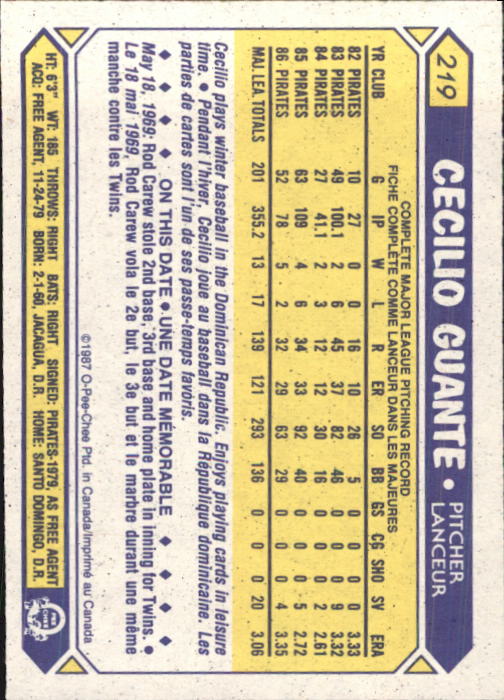 219
CECILIO GUANTE • PITCHER
LANCEUR
COMPLETE MAJOR LEAGUE PITCHING RECORD
FICHE COMPLÈTE COMME LANCEUR DANS LES MAJEURES
YR CLUB G IP W L R ER SO BB GS CG SHO SV ERA
82 PIRATES 10 27 0 0 16 10 26 5 0 0 0 0 3.33
83 PIRATES 49 100.1 2 6 45 37 82 46 0 0 0 9 3.32
84 PIRATES 27 41.1 2 3 12 12 30 16 0 0 0 2 2.61
85 PIRATES 63 109 4 6 34 33 92 40 0 0 0 5 2.72
86 PIRATES 52 78 5 2 32 29 63 29 0 0 0 4 3.35
MAJ. LEA TOTALS 201 355.2 13 17 139 121 293 136 0 0 0 20 3.06
Cecilio plays winter baseball in the Dominican Republic. Enjoys playing cards in leisure
time. • Pendant l'hiver, Cecilio joue au baseball dans la République dominicaine. Les
parties de cartes sont l'un de ses passe-temps favoris.
♦ ♦ ♦ ♦ ON THIS DATE • UNE DATE MÉMORABLE ♦ ♦ ♦ ♦
May 18, 1969: Rod Carew stole 2nd base, 3rd base and home plate in inning for Twins. •
Le 18 mai 1969, Rod Carew vola le 2e but, le 3e but et le marbre durant une même
manche contre les Twins.
©1987 O-Pee-Chee Ptd. in Canada/Imprimé au Canada
HT: 6'3" WT: 185 THROWS: RIGHT BATS: RIGHT SIGNED: PIRATES-1979, AS FREE AGENT
ACQ: FREE AGENT, 11-24-79 BORN: 2-1-60, JACAGUA, D.R. HOME: SANTO DOMINGO, D.R.
O-PEE-CHEE